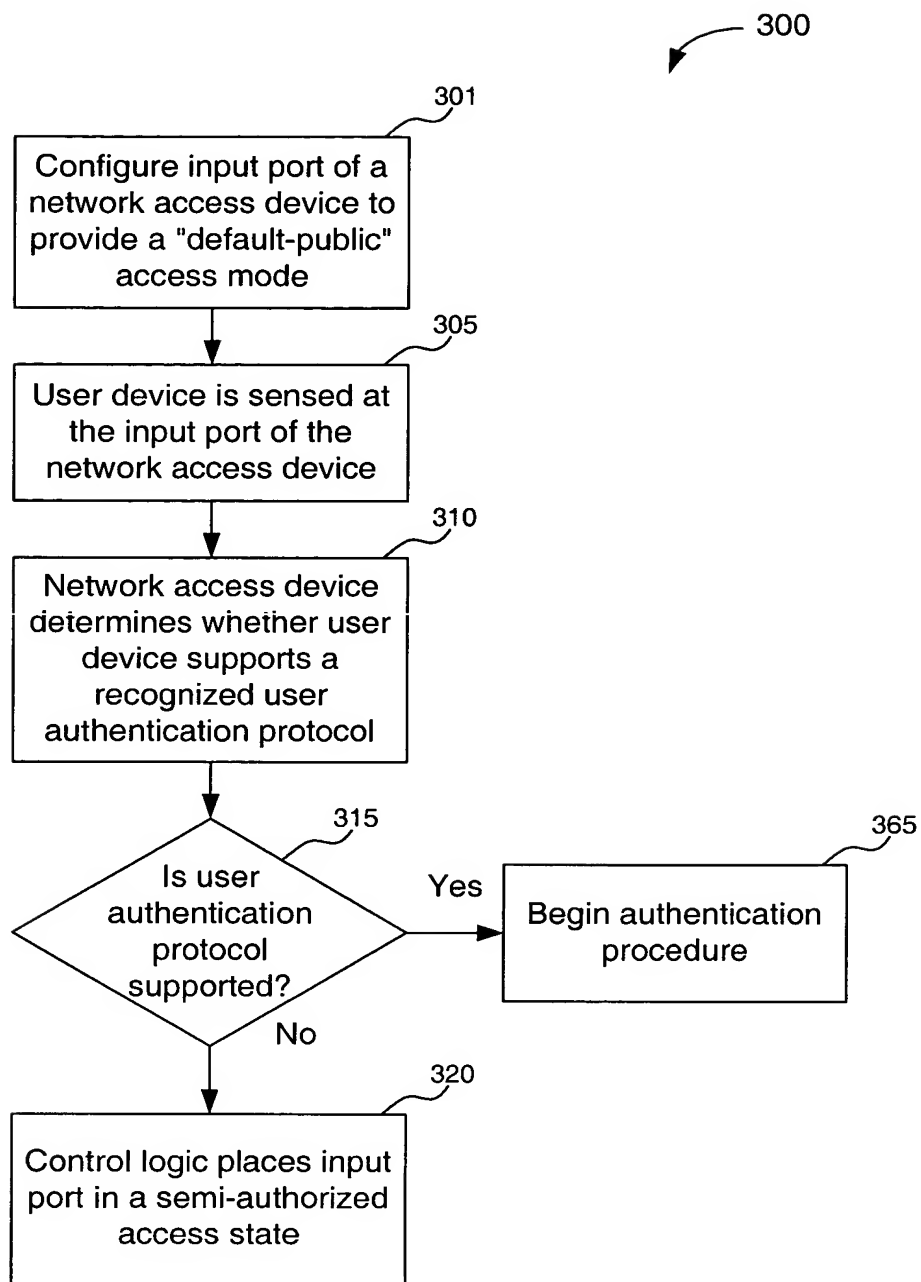 300
301
Configure input port of a
network access device to
provide a "default-public"
access mode
305
User device is sensed at
the input port of the
network access device
310
Network access device
determines whether user
device supports a
recognized user
authentication protocol
315
Is user
authentication
protocol
supported?
Yes
365
Begin authentication
procedure
No
320
Control logic places input
port in a semi-authorized
access state